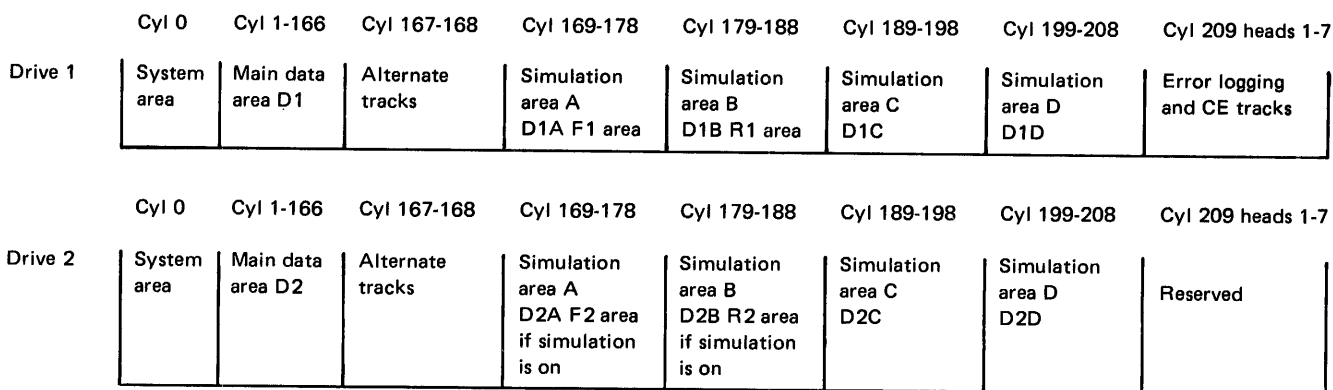 Cyl 0 Cyl 1-166 Cyl 167-168 Cyl 169-178 Cyl 179-188 Cyl 189-198 Cyl 199-208 Cyl 209 heads 1-7
Drive 1 System Main data Alternate Simulation Simulation Simulation Simulation Error logging
area area D1 tracks area A area B area C area D and CE tracks
D1A F1 area D1B R1 area D1C D1D
Cyl 0 Cyl 1-166 Cyl 167-168 Cyl 169-178 Cyl 179-188 Cyl 189-198 Cyl 199-208 Cyl 209 heads 1-7
Drive 2 System Main data Alternate Simulation Simulation Simulation Simulation
area area D2 tracks area A area B area C area D Reserved
D2A F2 area D2B R2 area D2C D2D
if simulation if simulation
is on is on